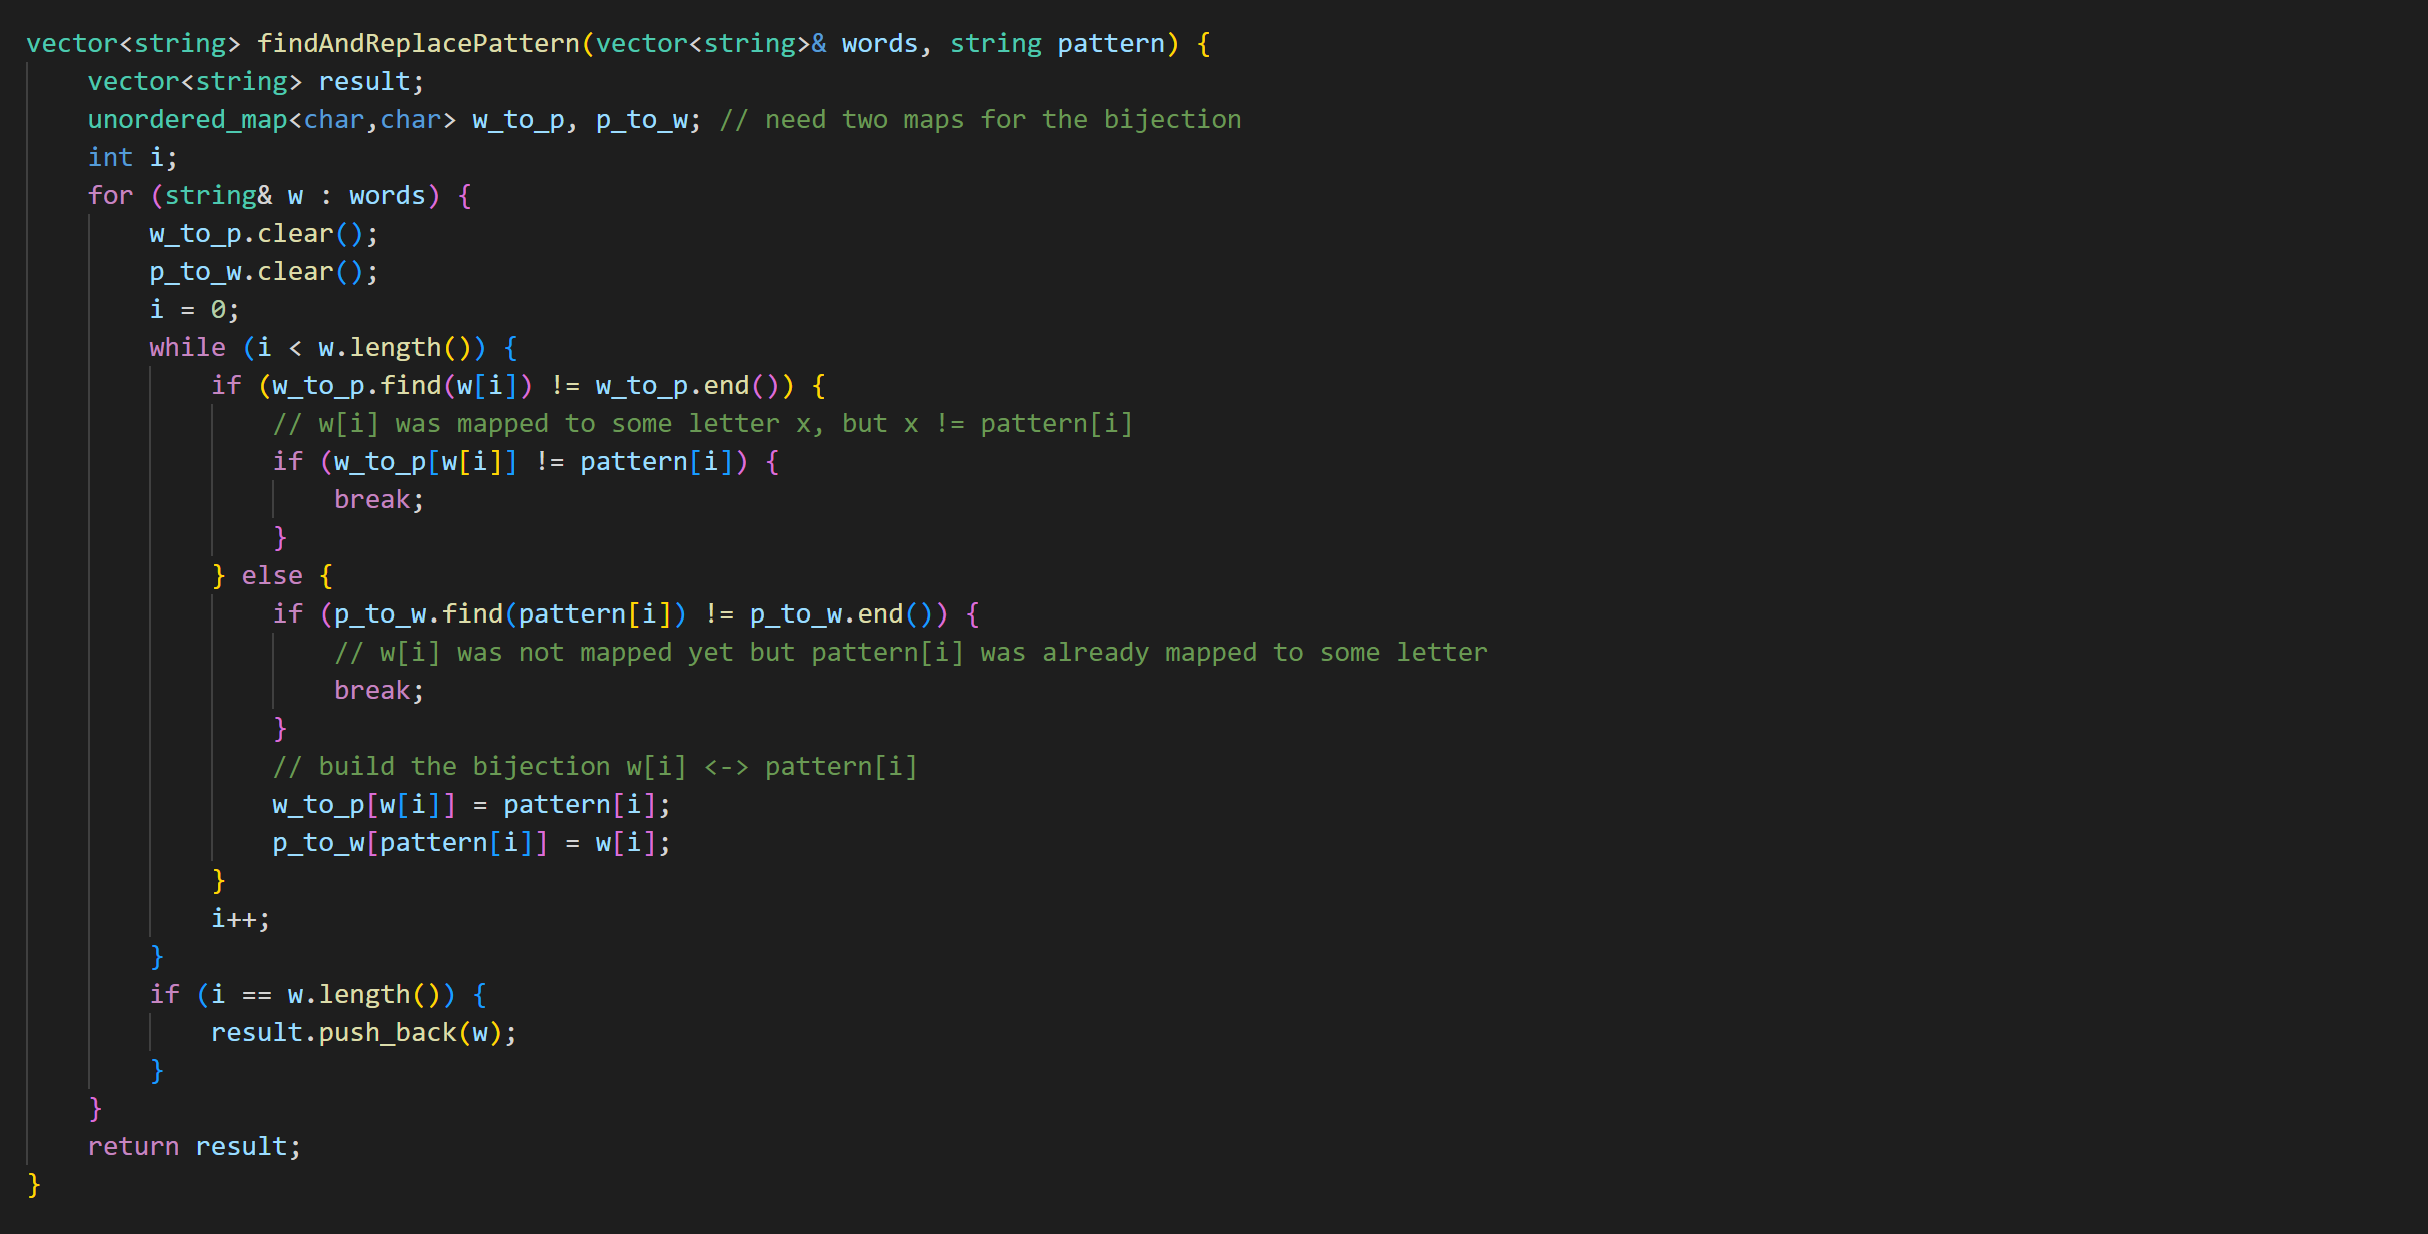 vector<string> findAndReplacePattern(vector<string>& words, string pattern) {
    vector<string> result;
    unordered_map<char,char> w_to_p, p_to_w; // need two maps for the bijection
    int i;
    for (string& w : words) {
        w_to_p.clear();
        p_to_w.clear();
        i = 0;
        while (i < w.length()) {
            if (w_to_p.find(w[i]) != w_to_p.end()) {
                // w[i] was mapped to some letter x, but x != pattern[i]
                if (w_to_p[w[i]] != pattern[i]) {
                    break;
                }
            } else {
                if (p_to_w.find(pattern[i]) != p_to_w.end()) {
                    // w[i] was not mapped yet but pattern[i] was already mapped to some letter
                    break;
                }
                // build the bijection w[i] <-> pattern[i]
                w_to_p[w[i]] = pattern[i];
                p_to_w[pattern[i]] = w[i];
            }
            i++;
        }
        if (i == w.length()) {
            result.push_back(w);
        }
    }
    return result;
}